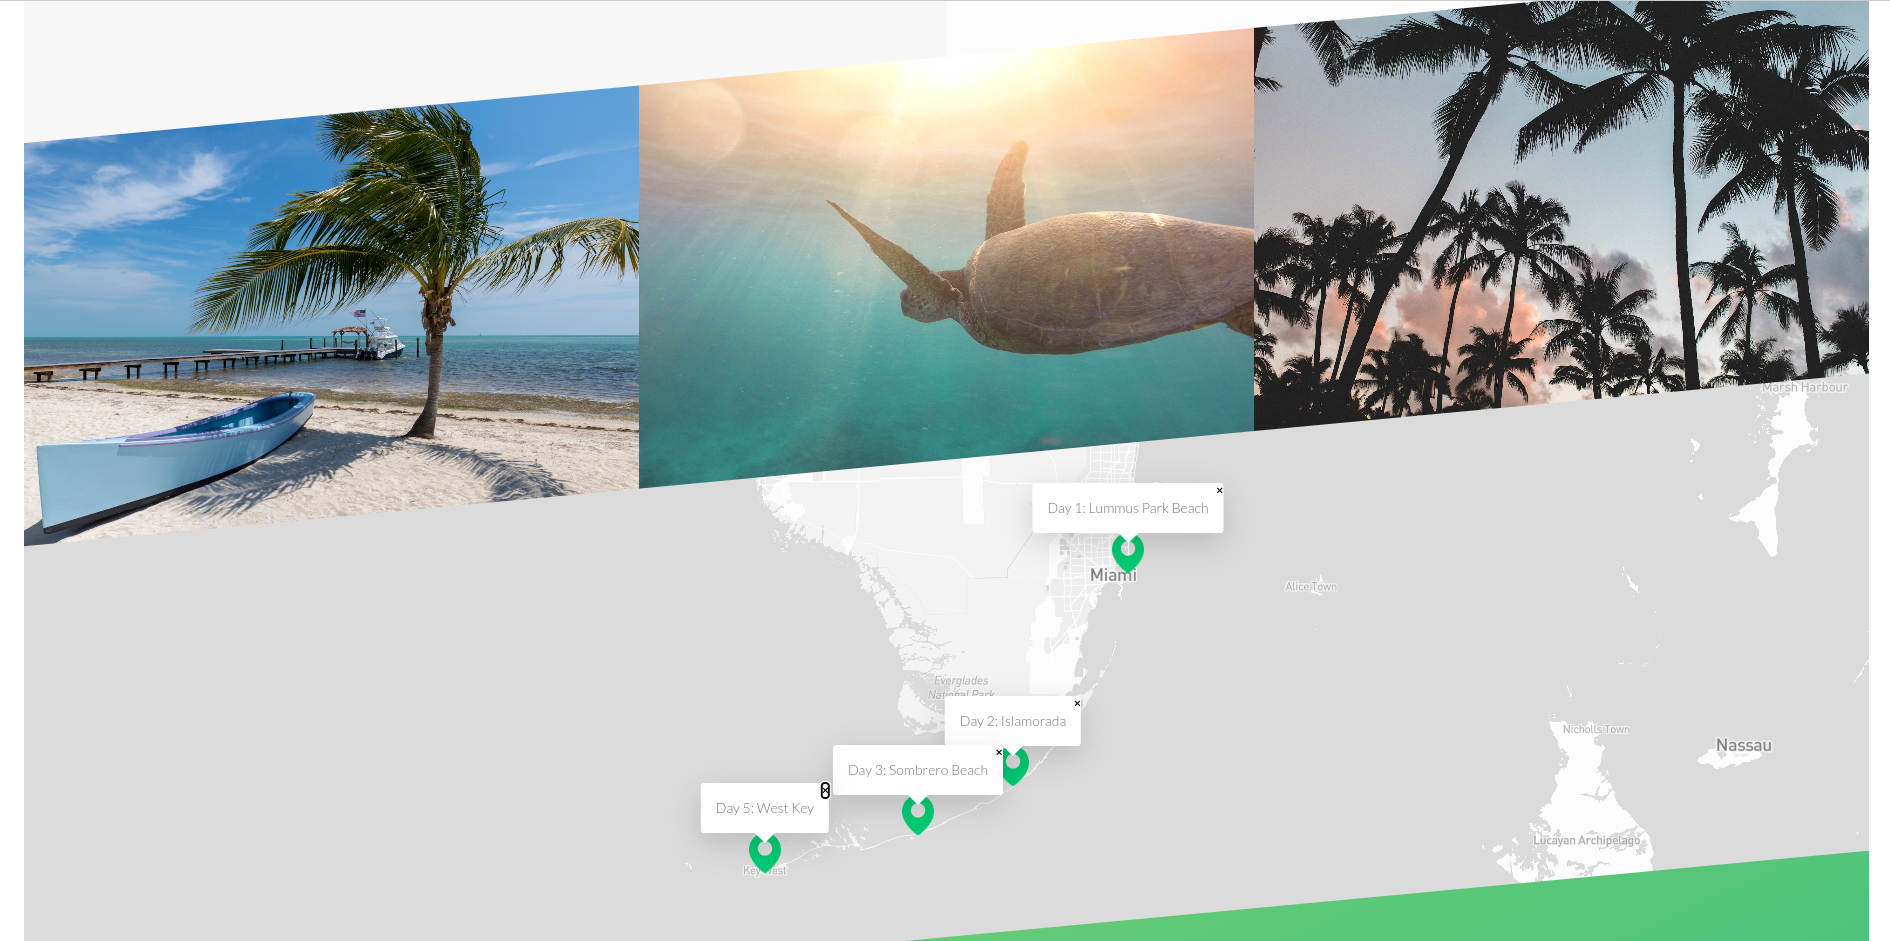 Marsh Harbour
Day 1: Lummus Park Beach
Miami
Alice Town
Everglades
National Park
Day 2: Islamorada
Nicholls Town
Nassau
Day 3: Sombrero Beach
Day 5: West Key
Lucayan Archipelago
Key West